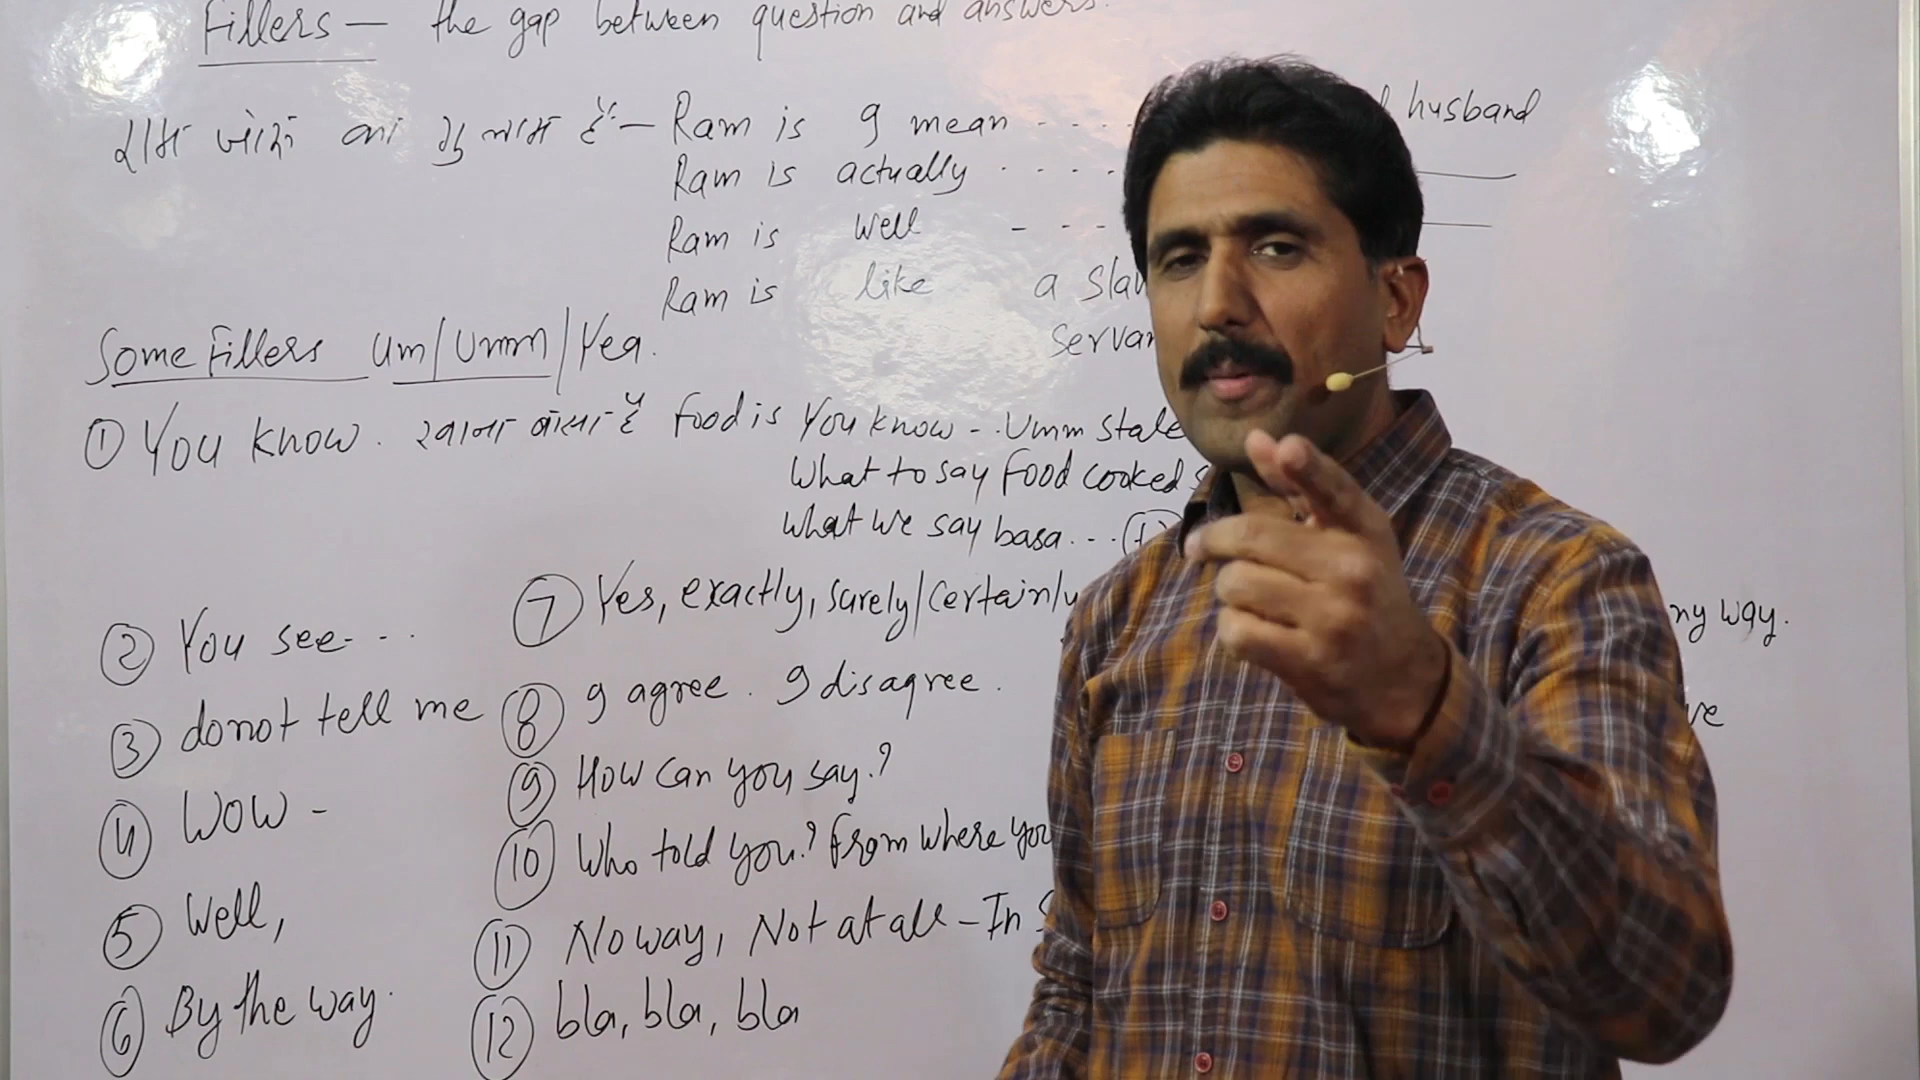 Fillers — the gap between question and answers.
राम जोरू का गुलाम है:— Ram is I mean - - - - husband
Ram is actually - - - -
Ram is well - - -
Ram is like a Slav
Servan
Some Fillers um/Umm/Yea.
① You know. खाना कैसा है Food is You know -- Umm Stale
What to say Food cooked
What we say basa...
② You see- - -
③ donot tell me
④ WOW -
⑤ Well,
⑥ By the way.
⑦ Yes, exactly, surely/certainly
⑧ I agree. I disagree.
⑨ How can you say.?
⑩ Who told you? From where you
⑪ No way, Not at all - In
⑫ bla, bla, bla
ny way.
ve